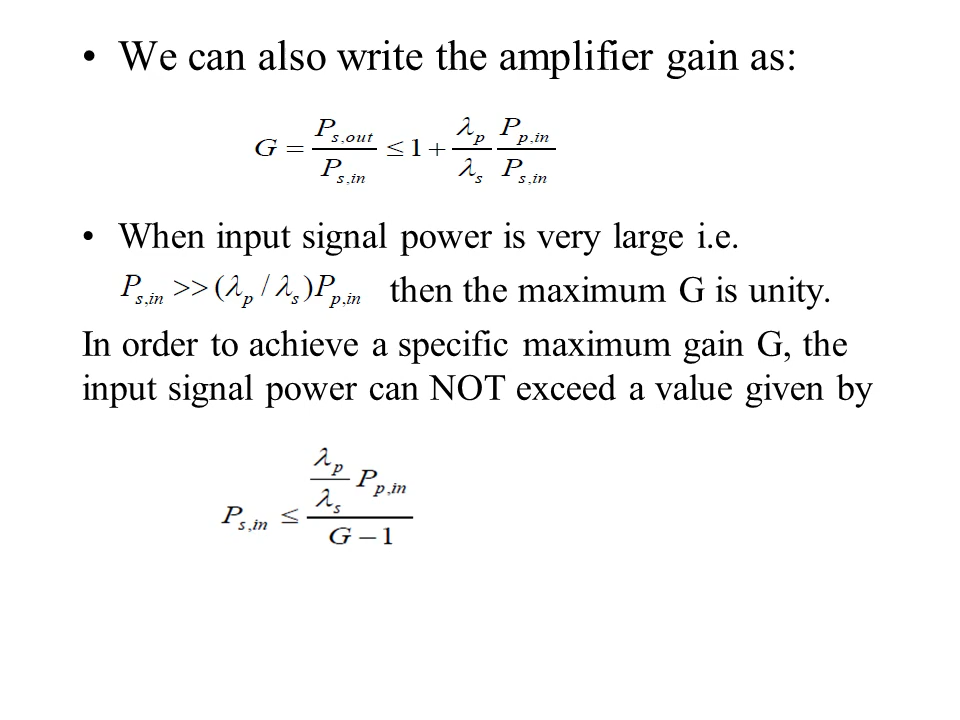 • We can also write the amplifier gain as:
G = P_{s,out} / P_{s,in} ≤ 1 + (λ_p / λ_s) (P_{p,in} / P_{s,in})
• When input signal power is very large i.e.
P_{s,in} >> (λ_p / λ_s) P_{p,in} then the maximum G is unity.
In order to achieve a specific maximum gain G, the
input signal power can NOT exceed a value given by
P_{s,in} ≤ ((λ_p / λ_s) P_{p,in}) / (G − 1)